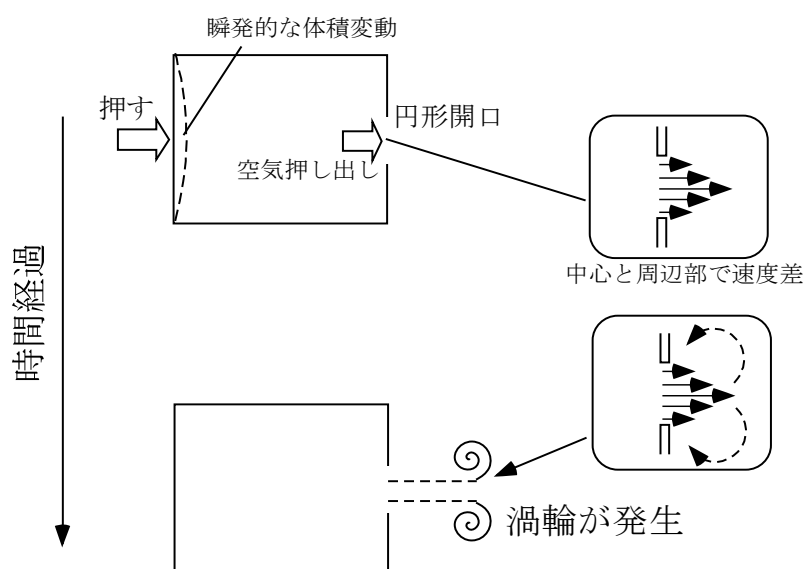 瞬発的な体積変動
押す
円形開口
空気押し出し
中心と周辺部で速度差
時間経過
渦輪が発生